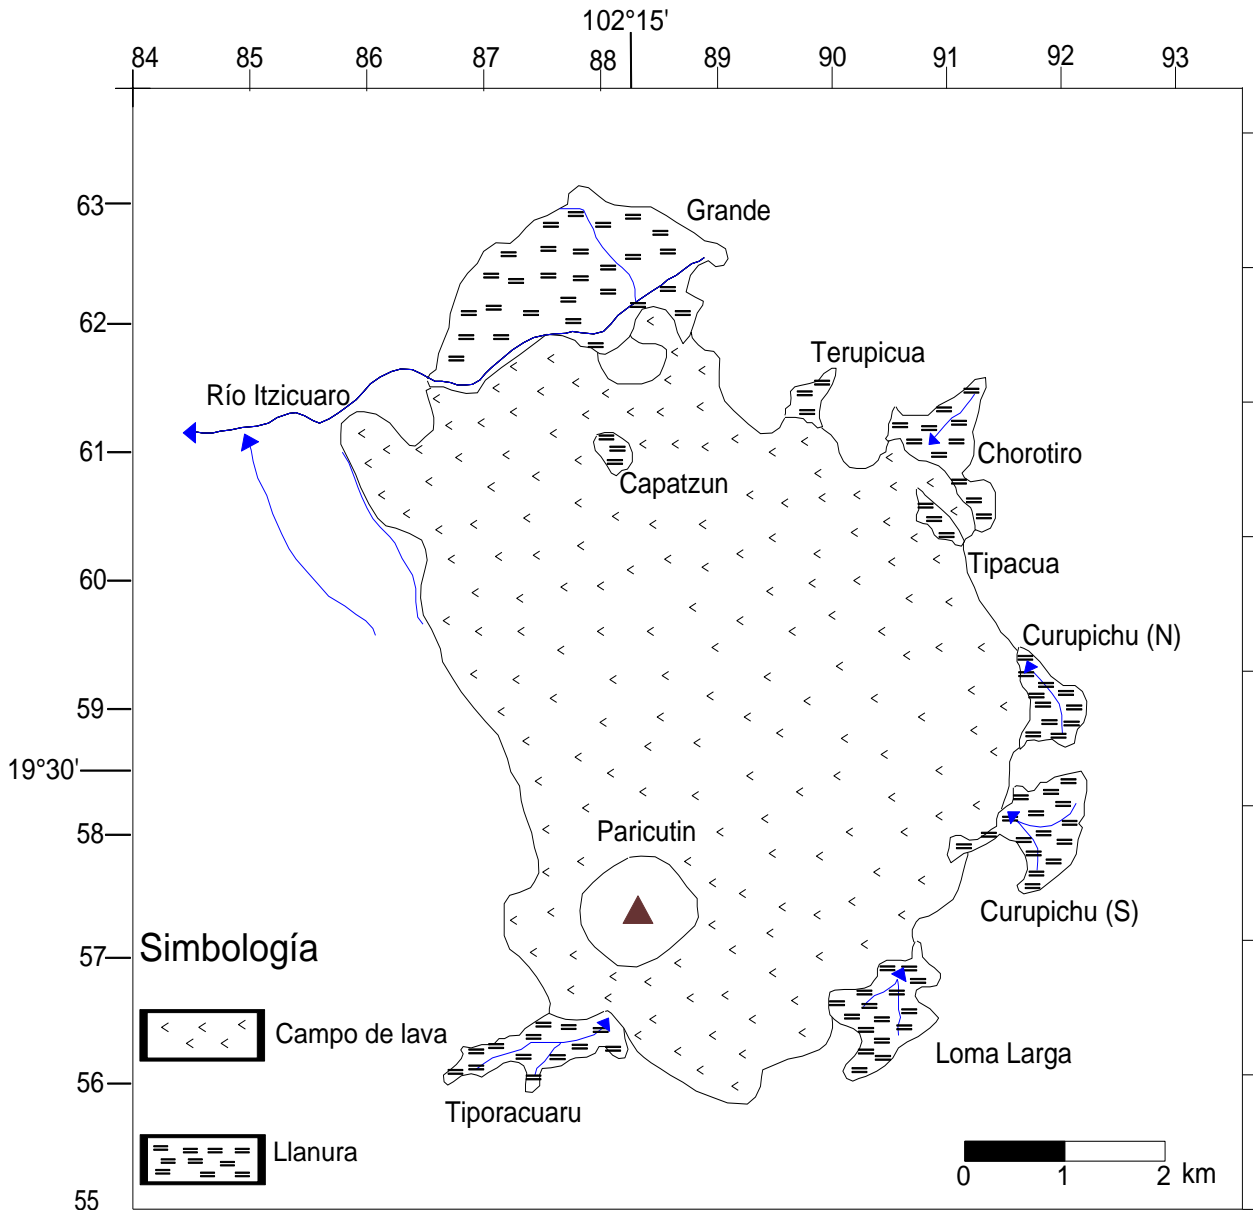 102°15'
84 85 86 87 88 89 90 91 92 93
63
Grande
62
Terupicua
Río Itzicuaro
61
Chorotiro
Capatzun
Tipacua
60
Curupichu (N)
59
19°30'
58
Paricutin
Curupichu (S)
57
Simbología
Campo de lava
Loma Larga
56
Tiporacuaru
Llanura
0 1 2 km
55